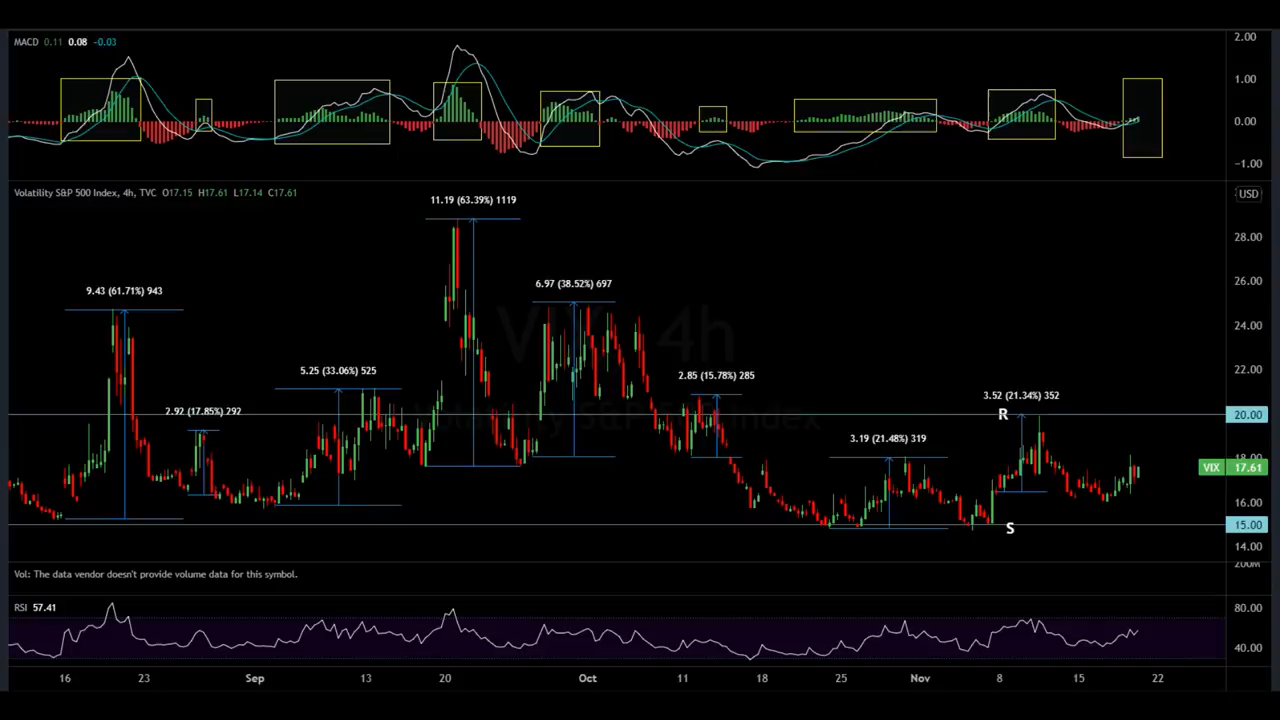 MACD 0.11 0.08 -0.03
2.00
1.00
0.00
−1.00
Volatility S&P 500 Index, 4h, TVC O17.15 H17.61 L17.14 C17.61
USD
11.19 (63.39%) 1119
28.00
6.97 (38.52%) 697
26.00
9.43 (61.71%) 943
24.00
VIX, 4h
5.25 (33.06%) 525
2.85 (15.78%) 285
22.00
3.52 (21.34%) 352
2.92 (17.85%) 292
R
20.00
Volatility S&P 500 Index
3.19 (21.48%) 319
18.00
VIX 17.61
16.00
S
15.00
14.00
Vol: The data vendor doesn't provide volume data for this symbol.
200M
RSI 57.41
80.00
40.00
16 23 Sep 13 20 Oct 11 18 25 Nov 8 15 22